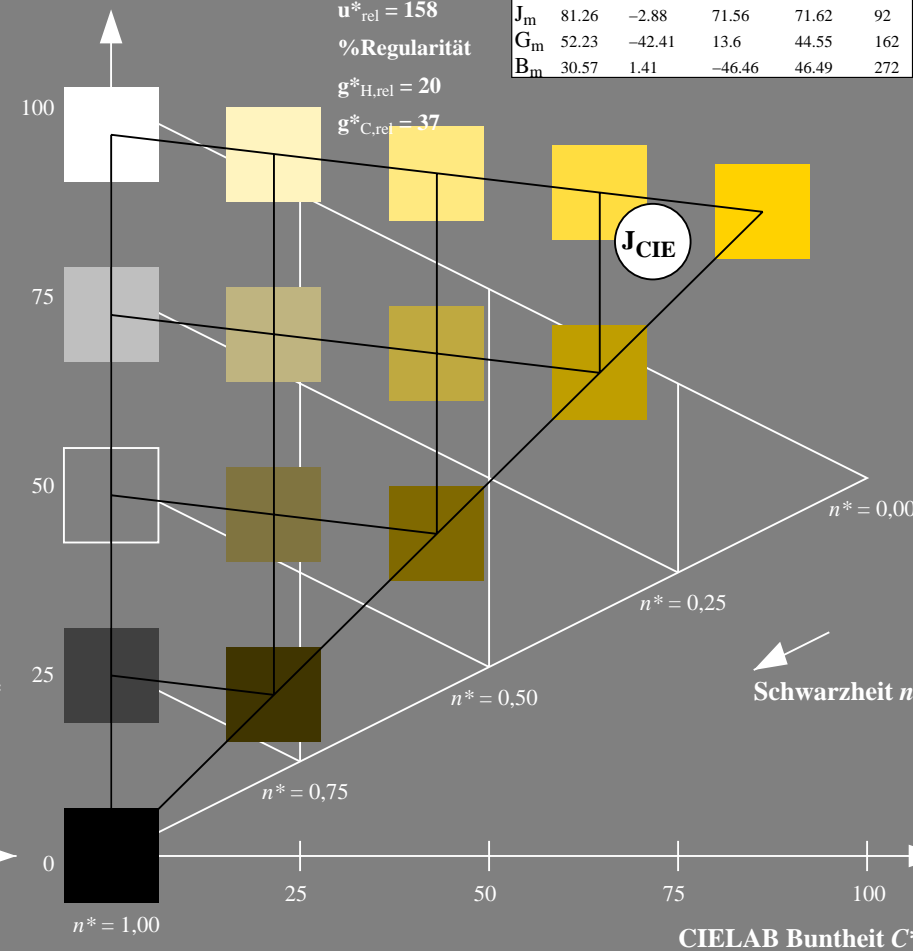 u*rel = 158
%Regularität
g*H,rel = 20
g*C,rel = 37
Jm 81.26 −2.88 71.56 71.62 92
Gm 52.23 −42.41 13.6 44.55 162
Bm 30.57 1.41 −46.46 46.49 272
100
75
50
25
0
JCIE
n* = 0,00
n* = 0,25
n* = 0,50
n* = 0,75
n* = 1,00
Schwarzheit n
25 50 75 100
CIELAB Buntheit C*